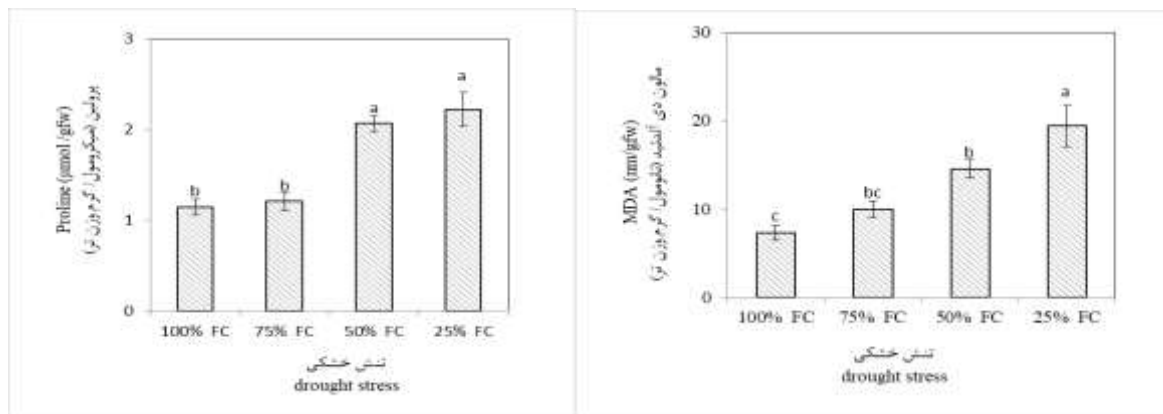 3
2
1
0
Proline (µmol /gfw)
پرولین (میکرومول/ گرم وزن تر)
b
b
a
a
100% FC
75% FC
50% FC
25% FC
تنش خشکی
drought stress
30
20
10
0
MDA (nm/gfw)
مالون دی آلدئید (نانومول/ گرم وزن تر)
c
bc
b
a
100% FC
75% FC
50% FC
25% FC
تنش خشکی
drought stress